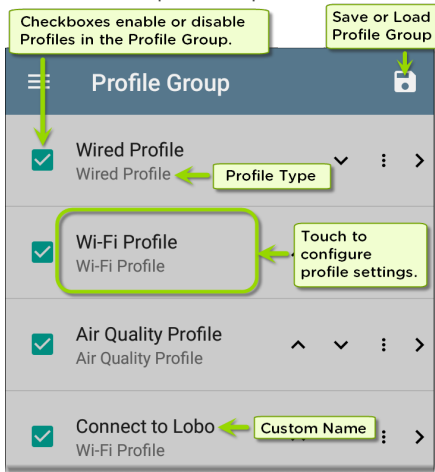 Checkboxes enable or disable
Profiles in the Profile Group.
Save or Load
Profile Group
Profile Group
Wired Profile
Wired Profile
Profile Type
Wi-Fi Profile
Wi-Fi Profile
Touch to
configure
profile settings.
Air Quality Profile
Air Quality Profile
Connect to Lobo
Custom Name
Wi-Fi Profile